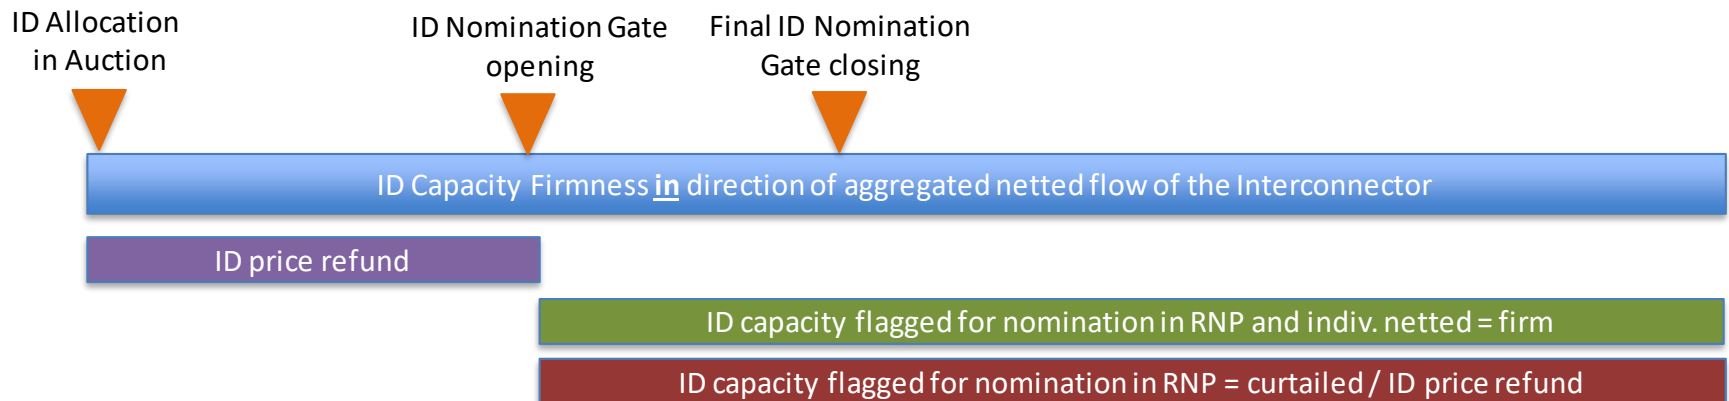 ID Allocation
in Auction
ID Nomination Gate
opening
Final ID Nomination
Gate closing
ID Capacity Firmness in direction of aggregated netted flow of the Interconnector
ID price refund
ID capacity flagged for nomination in RNP and indiv. netted = firm
ID capacity flagged for nomination in RNP = curtailed / ID price refund